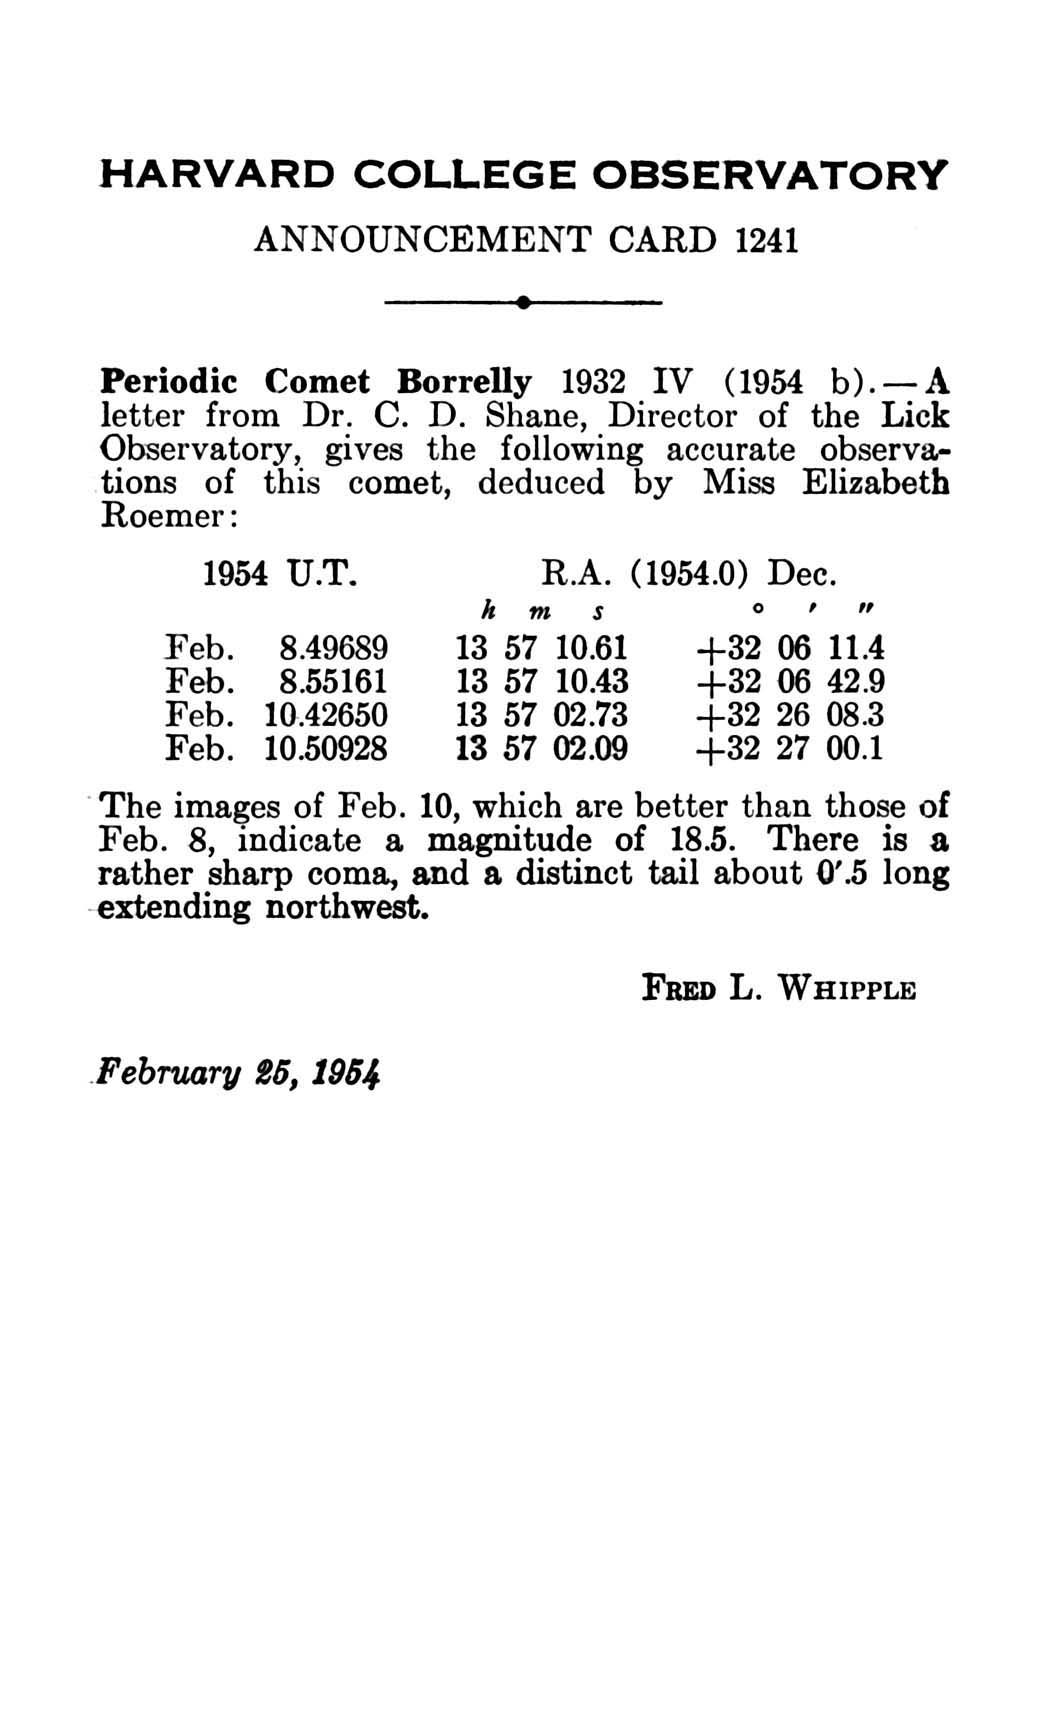 HARVARD COLLEGE OBSERVATORY
ANNOUNCEMENT CARD 1241
Periodic Comet Borrelly 1932 IV (1954 b).—A
letter from Dr. C. D. Shane, Director of the Lick
Observatory, gives the following accurate observa-
tions of this comet, deduced by Miss Elizabeth
Roemer:
1954 U.T. R.A. (1954.0) Dec.
h m s ° ′ ″
Feb. 8.49689 13 57 10.61 +32 06 11.4
Feb. 8.55161 13 57 10.43 +32 06 42.9
Feb. 10.42650 13 57 02.73 +32 26 08.3
Feb. 10.50928 13 57 02.09 +32 27 00.1
The images of Feb. 10, which are better than those of
Feb. 8, indicate a magnitude of 18.5. There is a
rather sharp coma, and a distinct tail about 0′.5 long
extending northwest.
FRED L. WHIPPLE
February 25, 1954